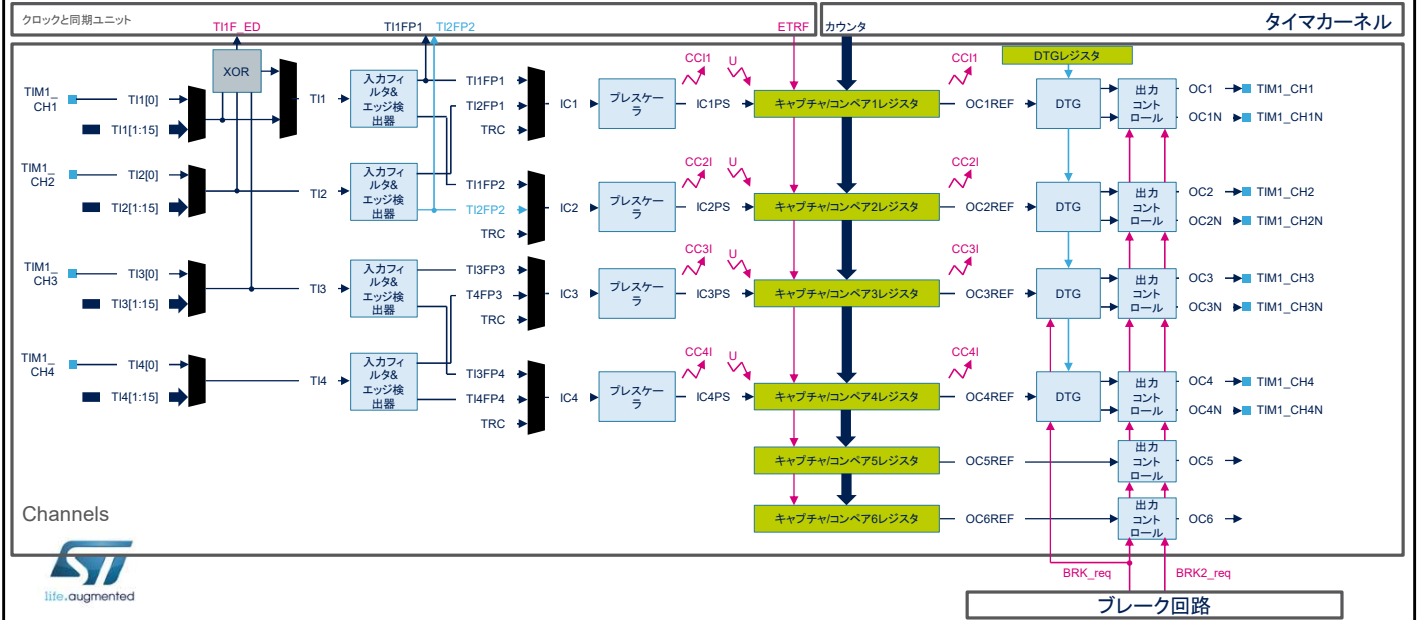 クロックと同期ユニット
TI1F_ED
TI1FP1
TI2FP2
ETRF
カウンタ
タイマカーネル
XOR
TIM1_
CH1
TI1[0]
TI1[1:15]
TI1
入力フィ
ルタ&
エッジ検
出器
TI1FP1
TI2FP1
TRC
IC1
プレスケー
ラ
CCI1
U
IC1PS
キャプチャ/コンペア1レジスタ
CCI1
OC1REF
DTGレジスタ
DTG
出力
コント
ロール
OC1
TIM1_CH1
OC1N
TIM1_CH1N
TIM1_
CH2
TI2[0]
TI2[1:15]
TI2
入力フィ
ルタ&
エッジ検
出器
TI1FP2
TI2FP2
TRC
IC2
プレスケー
ラ
CC2I
U
IC2PS
キャプチャ/コンペア2レジスタ
CC2I
OC2REF
DTG
出力
コント
ロール
OC2
TIM1_CH2
OC2N
TIM1_CH2N
TIM1_
CH3
TI3[0]
TI3[1:15]
TI3
入力フィ
ルタ&
エッジ検
出器
TI3FP3
T4FP3
TRC
IC3
プレスケー
ラ
CC3I
U
IC3PS
キャプチャ/コンペア3レジスタ
CC3I
OC3REF
DTG
出力
コント
ロール
OC3
TIM1_CH3
OC3N
TIM1_CH3N
TIM1_
CH4
TI4[0]
TI4[1:15]
TI4
入力フィ
ルタ&
エッジ検
出器
TI3FP4
TI4FP4
TRC
IC4
プレスケー
ラ
CC4I
U
IC4PS
キャプチャ/コンペア4レジスタ
CC4I
OC4REF
DTG
出力
コント
ロール
OC4
TIM1_CH4
OC4N
TIM1_CH4N
キャプチャ/コンペア5レジスタ
OC5REF
出力
コント
ロール
OC5
キャプチャ/コンペア6レジスタ
OC6REF
出力
コント
ロール
OC6
Channels
ST
life.augmented
BRK_req
BRK2_req
ブレーク回路